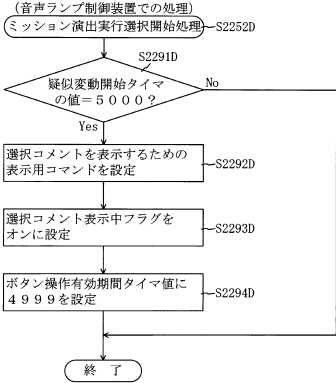 (音声ランプ制御装置での処理)
ミッション演出実行選択開始処理
S2252D
S2291D
疑似変動開始タイマ
の値=5000?
No
Yes
選択コメントを表示するための
表示用コマンドを設定
S2292D
選択コメント表示中フラグを
オンに設定
S2293D
ボタン操作有効期間タイマ値に
4999を設定
S2294D
終 了